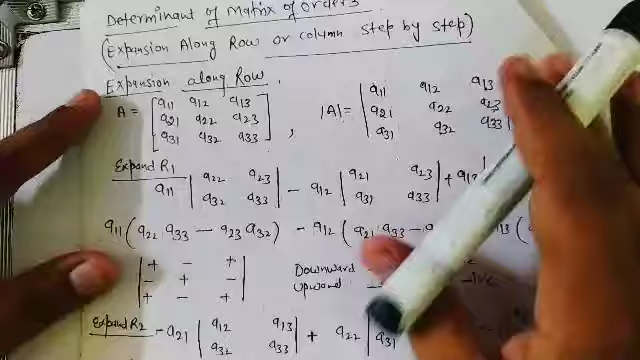 Determinant of Matrix of Order 3
(Expansion Along Row or column step by step)
Expansion along Row.
A = [a11 a12 a13
a21 a22 a23
a31 a32 a33] , |A| = |a11 a12 a13
a21 a22 a23
a31 a32 a33|
Expand R1
a11 |a22 a23
a32 a33| - a12 |a21 a23
a31 a33| + a13 |
a11 (a22 a33 - a23 a32) - a12 (a21 a33 -
|+ - +
- + -
+ - +|
Downward
upward - ive
Expand R2 - a21 |a12 a13
a32 a33| + a22 |
a31